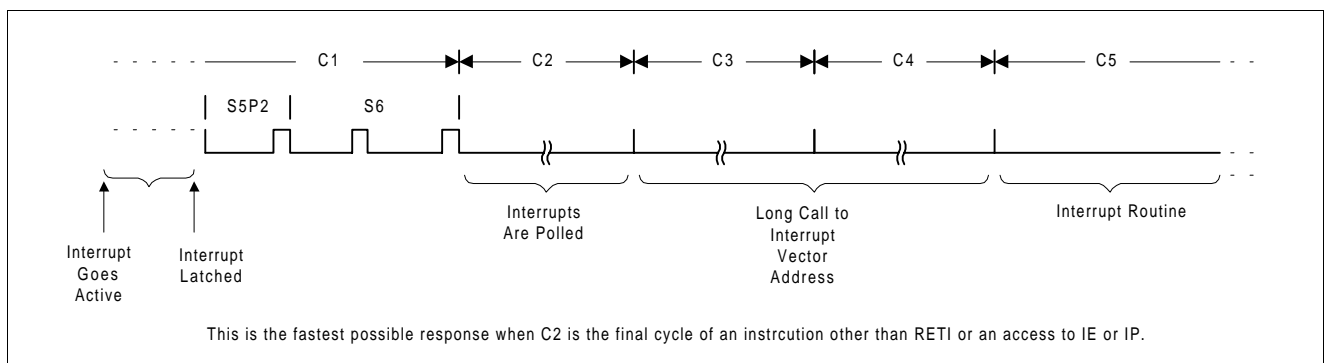 C1
C2
C3
C4
C5
S5P2
S6
Interrupt
Goes
Active
Interrupt
Latched
Interrupts
Are Polled
Long Call to
Interrupt
Vector
Address
Interrupt Routine
This is the fastest possible response when C2 is the final cycle of an instrcution other than RETI or an access to IE or IP.